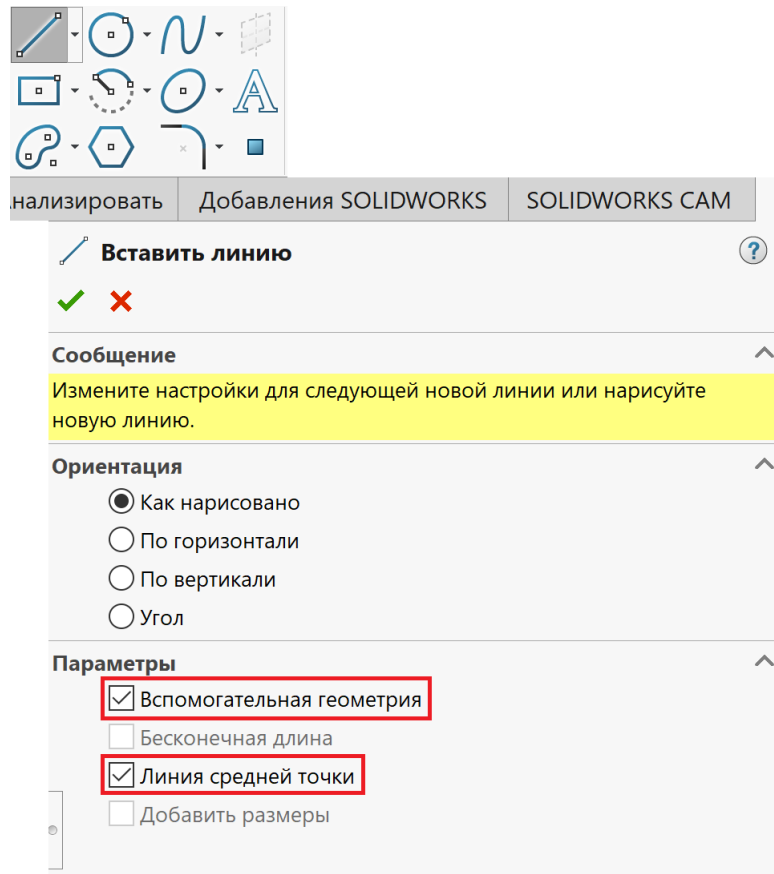 Добавления SOLIDWORKS
SOLIDWORKS CAM
Вставить линию
?
Сообщение
Измените настройки для следующей новой линии или нарисуйте
новую линию.
Ориентация
Как нарисовано
По горизонтали
По вертикали
Угол
Параметры
Вспомогательная геометрия
Бесконечная длина
Линия средней точки
Добавить размеры